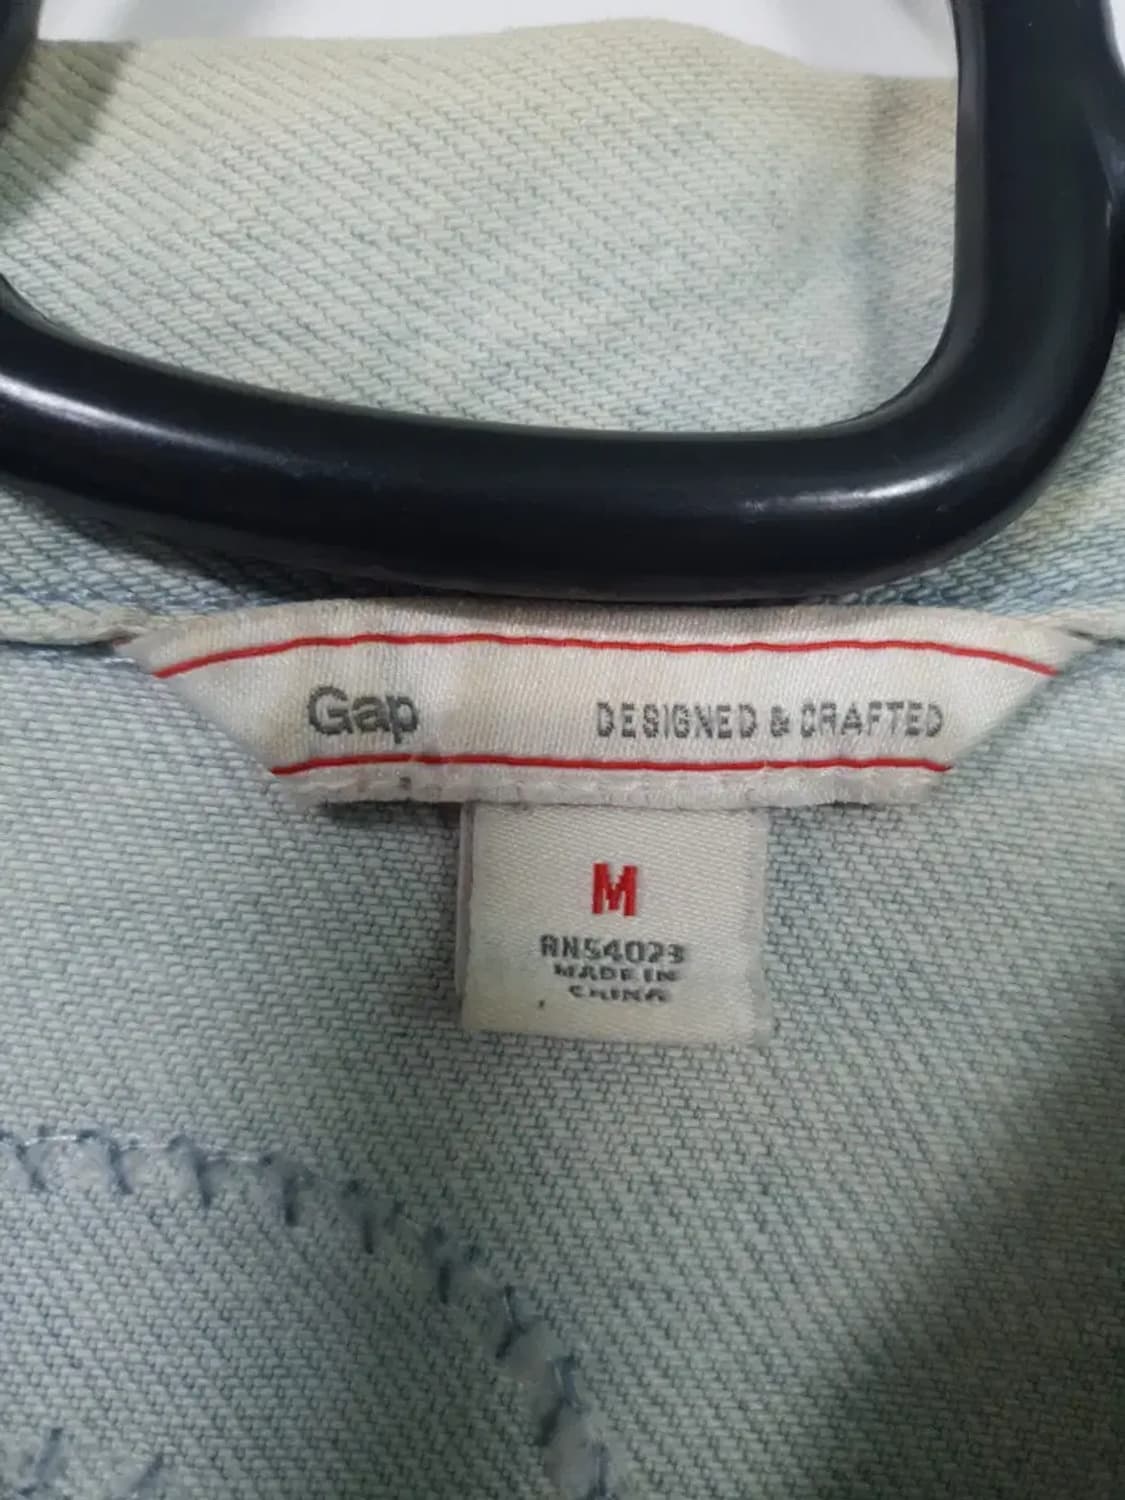 Gap DESIGNED & CRAFTED
M
RN54023
MADE IN
CHINA